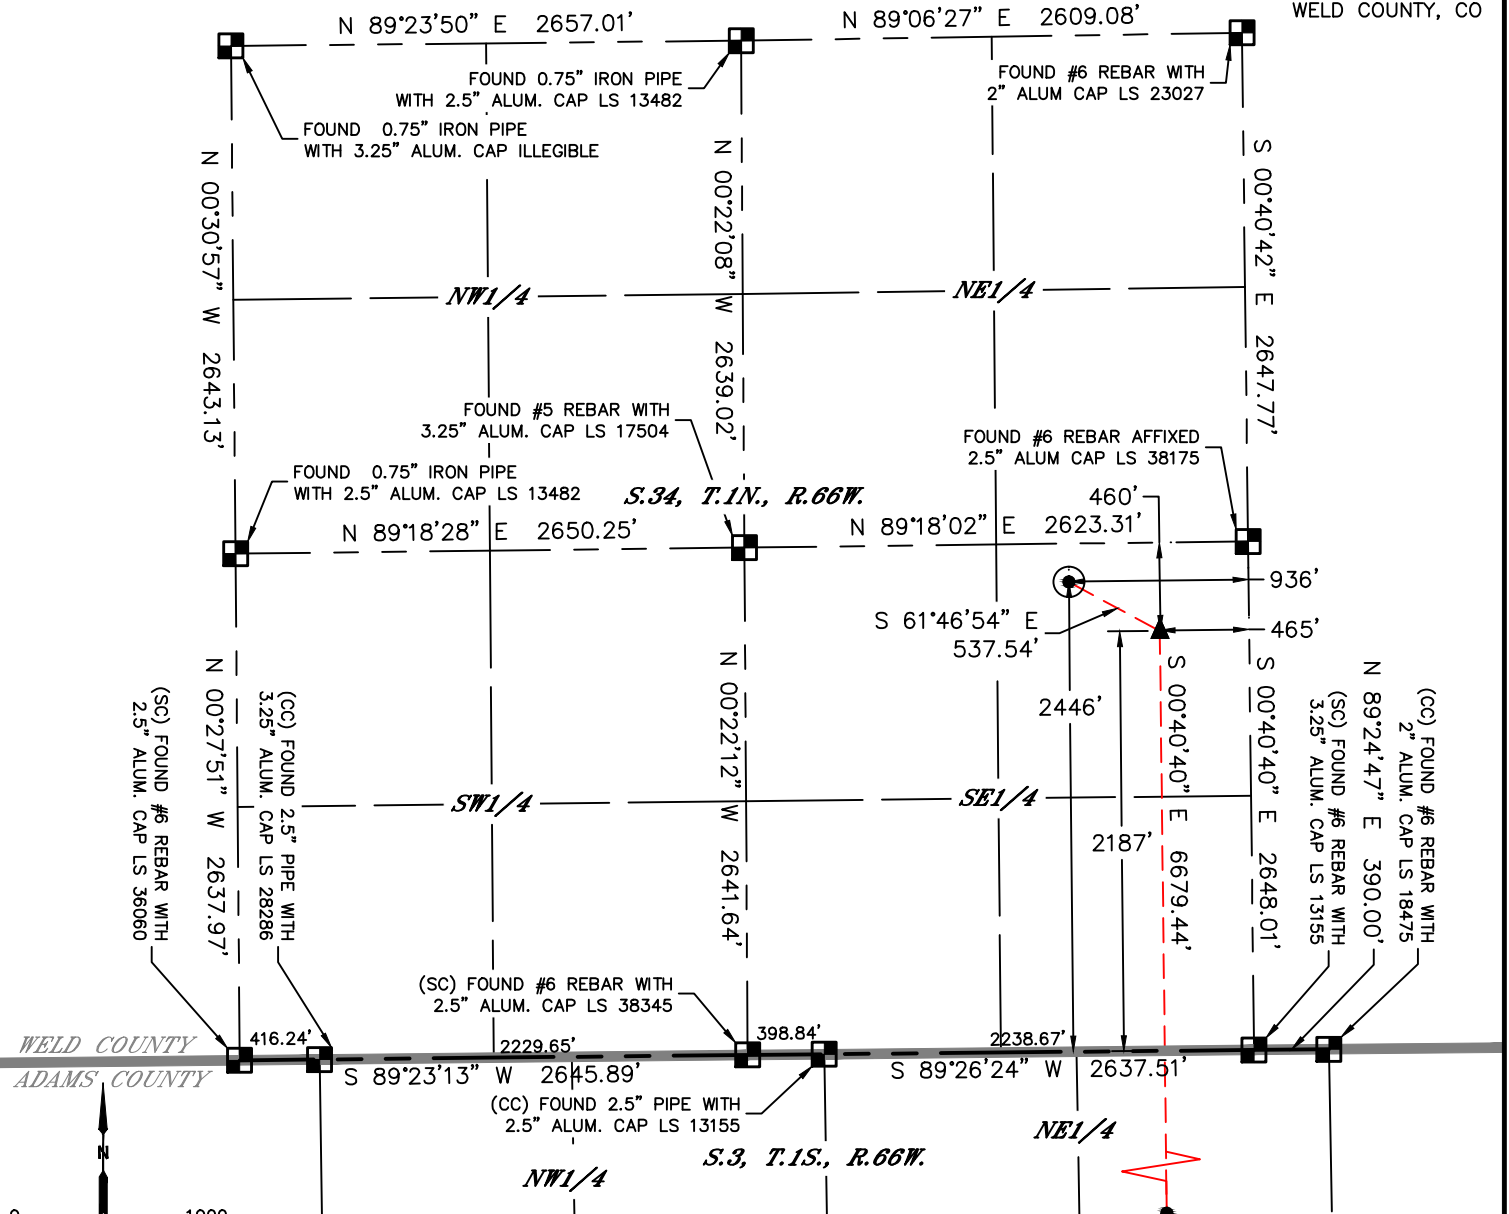 WELD COUNTY, CO
N 89°23'50" E 2657.01'
N 89°06'27" E 2609.08'
FOUND 0.75" IRON PIPE
WITH 2.5" ALUM. CAP LS 13482
FOUND #6 REBAR WITH
2" ALUM CAP LS 23027
FOUND 0.75" IRON PIPE
WITH 3.25" ALUM. CAP ILLEGIBLE
N 00°30'57" W 2643.13'
N 00°22'08" W 2639.02'
S 00°40'42" E 2647.77'
NW1/4
NE1/4
FOUND #5 REBAR WITH
3.25" ALUM. CAP LS 17504
FOUND #6 REBAR AFFIXED
2.5" ALUM CAP LS 38175
FOUND 0.75" IRON PIPE
WITH 2.5" ALUM. CAP LS 13482
S.34, T.1N., R.66W.
460'
N 89°18'28" E 2650.25'
N 89°18'02" E 2623.31'
936'
S 61°46'54" E
537.54'
465'
2446'
2187'
(SC) FOUND #6 REBAR WITH
2.5" ALUM. CAP LS 36060
N 00°27'51" W 2637.97'
(CC) FOUND 2.5" PIPE WITH
3.25" ALUM. CAP LS 28286
N 00°22'12" W 2641.64'
S 00°40'40" E 6679.44'
S 00°40'40" E 2648.01'
(SC) FOUND #6 REBAR WITH
3.25" ALUM. CAP LS 13155
N 89°24'47" E 390.00'
(CC) FOUND #6 REBAR WITH
2" ALUM. CAP LS 18475
SW1/4
SE1/4
(SC) FOUND #6 REBAR WITH
2.5" ALUM. CAP LS 38345
WELD COUNTY
ADAMS COUNTY
416.24'
2229.65'
398.84'
2238.67'
S 89°23'13" W 2645.89'
S 89°26'24" W 2637.51'
(CC) FOUND 2.5" PIPE WITH
2.5" ALUM. CAP LS 13155
NE1/4
S.3, T.1S., R.66W.
NW1/4
N